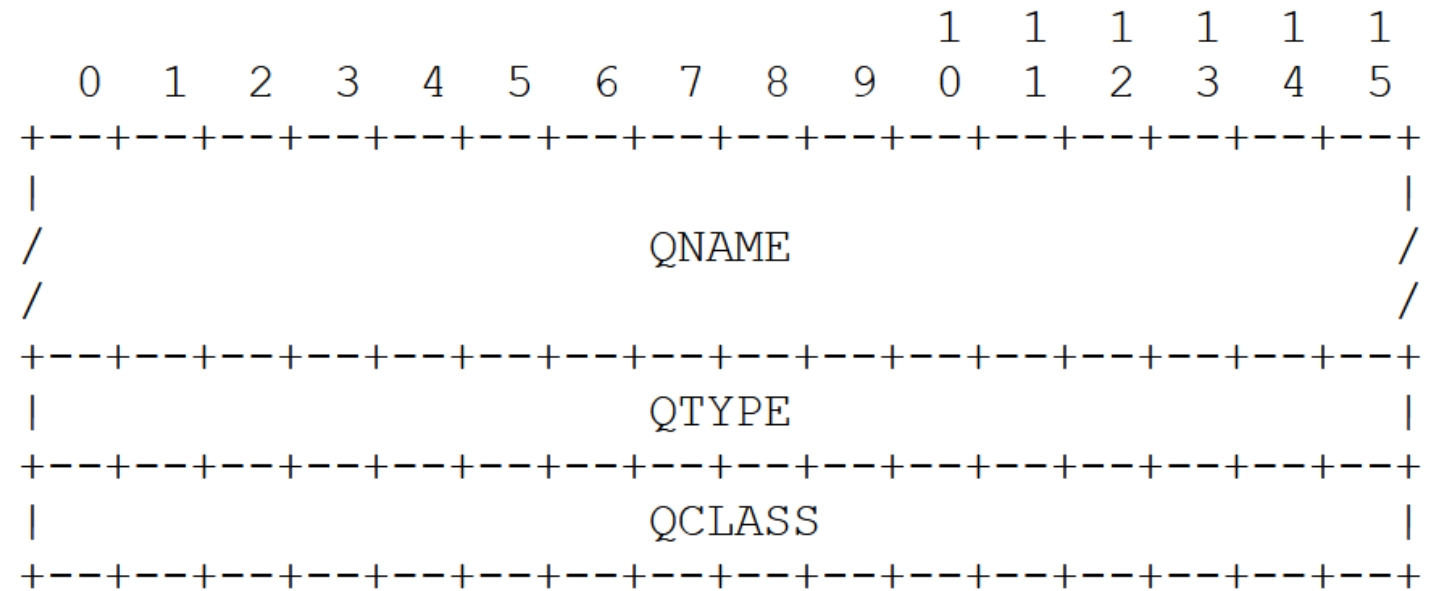 1  1  1  1  1  1
  0  1  2  3  4  5  6  7  8  9  0  1  2  3  4  5
+--+--+--+--+--+--+--+--+--+--+--+--+--+--+--+--+
|                                               |
/                     QNAME                     /
/                                               /
+--+--+--+--+--+--+--+--+--+--+--+--+--+--+--+--+
|                     QTYPE                     |
+--+--+--+--+--+--+--+--+--+--+--+--+--+--+--+--+
|                     QCLASS                    |
+--+--+--+--+--+--+--+--+--+--+--+--+--+--+--+--+